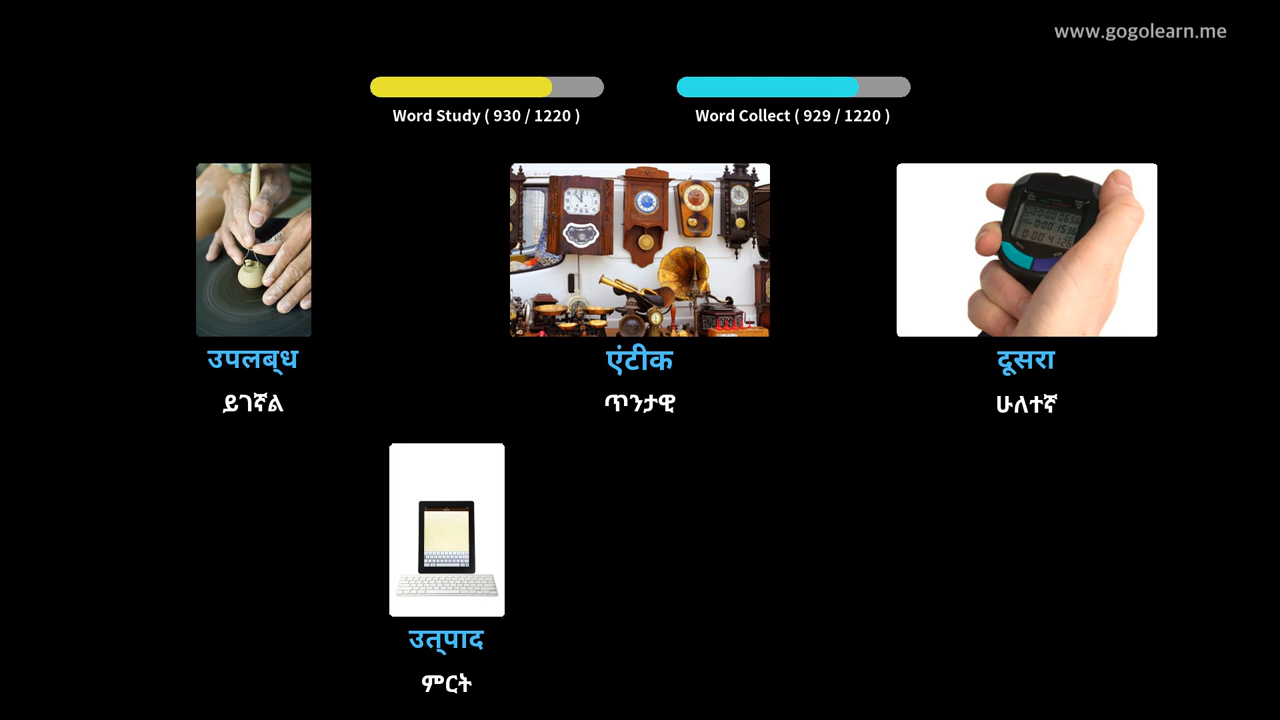 www.gogolearn.me
Word Study ( 930 / 1220 )
Word Collect ( 929 / 1220 )
उपलब्ध
ይገኛል
एंटीक
ጥንታዊ
दूसरा
ሁለተኛ
उत्पाद
ምርት